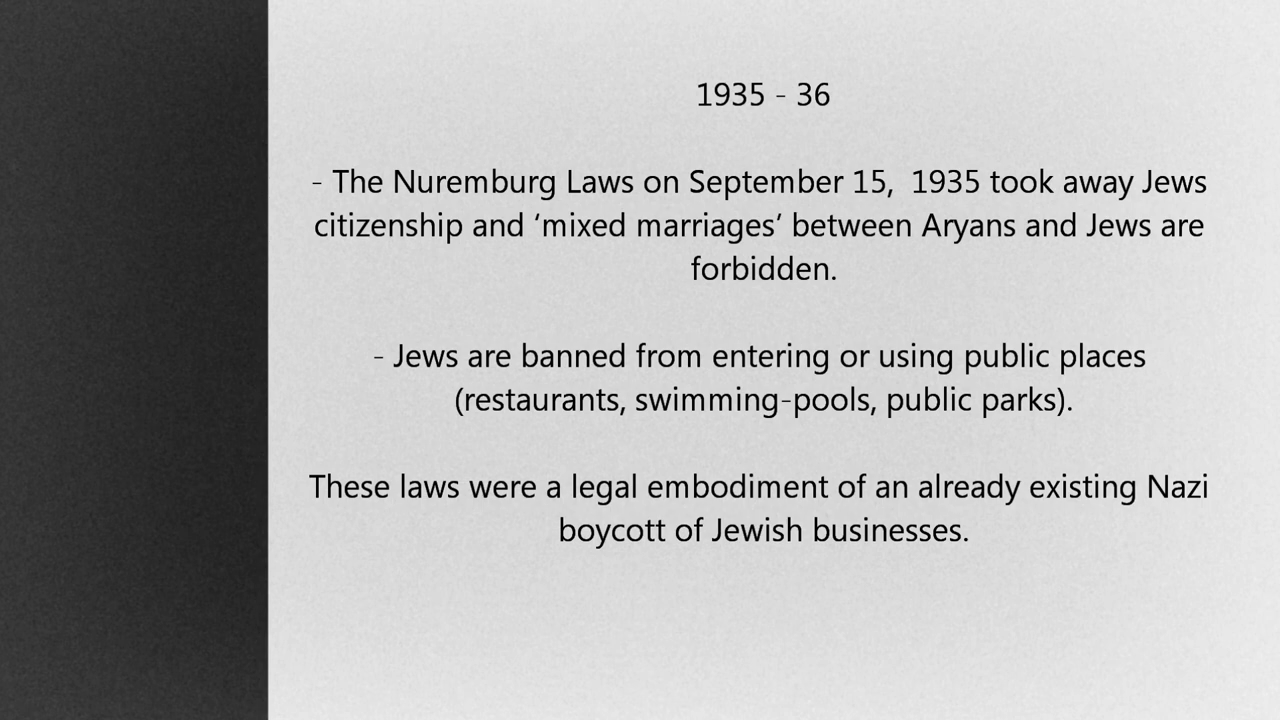 1935 - 36
- The Nuremburg Laws on September 15,  1935 took away Jews
citizenship and ‘mixed marriages’ between Aryans and Jews are
forbidden.
- Jews are banned from entering or using public places
(restaurants, swimming-pools, public parks).
These laws were a legal embodiment of an already existing Nazi
boycott of Jewish businesses.